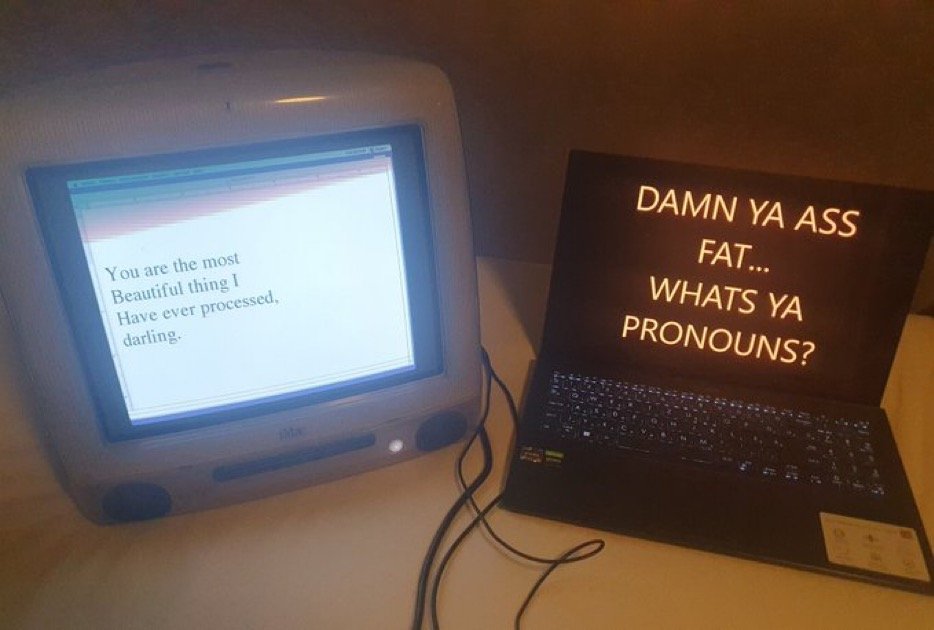 You are the most
Beautiful thing I
Have ever processed,
darling.
DAMN YA ASS
FAT...
WHATS YA
PRONOUNS?